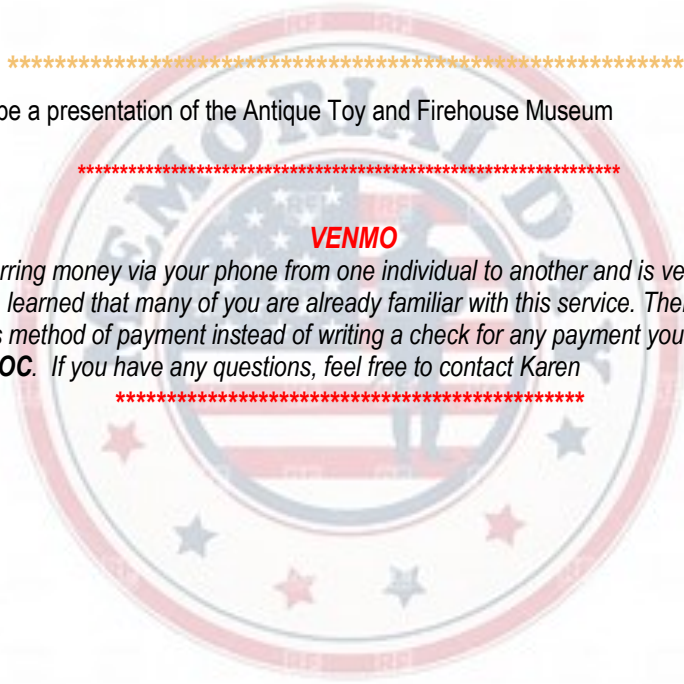 ************************************************************
be a presentation of the Antique Toy and Firehouse Museum
****************************************************************
VENMO
rring money via your phone from one individual to another and is ve
learned that many of you are already familiar with this service. The
s method of payment instead of writing a check for any payment you
OC. If you have any questions, feel free to contact Karen
***********************************************
MEMORIAL DAY